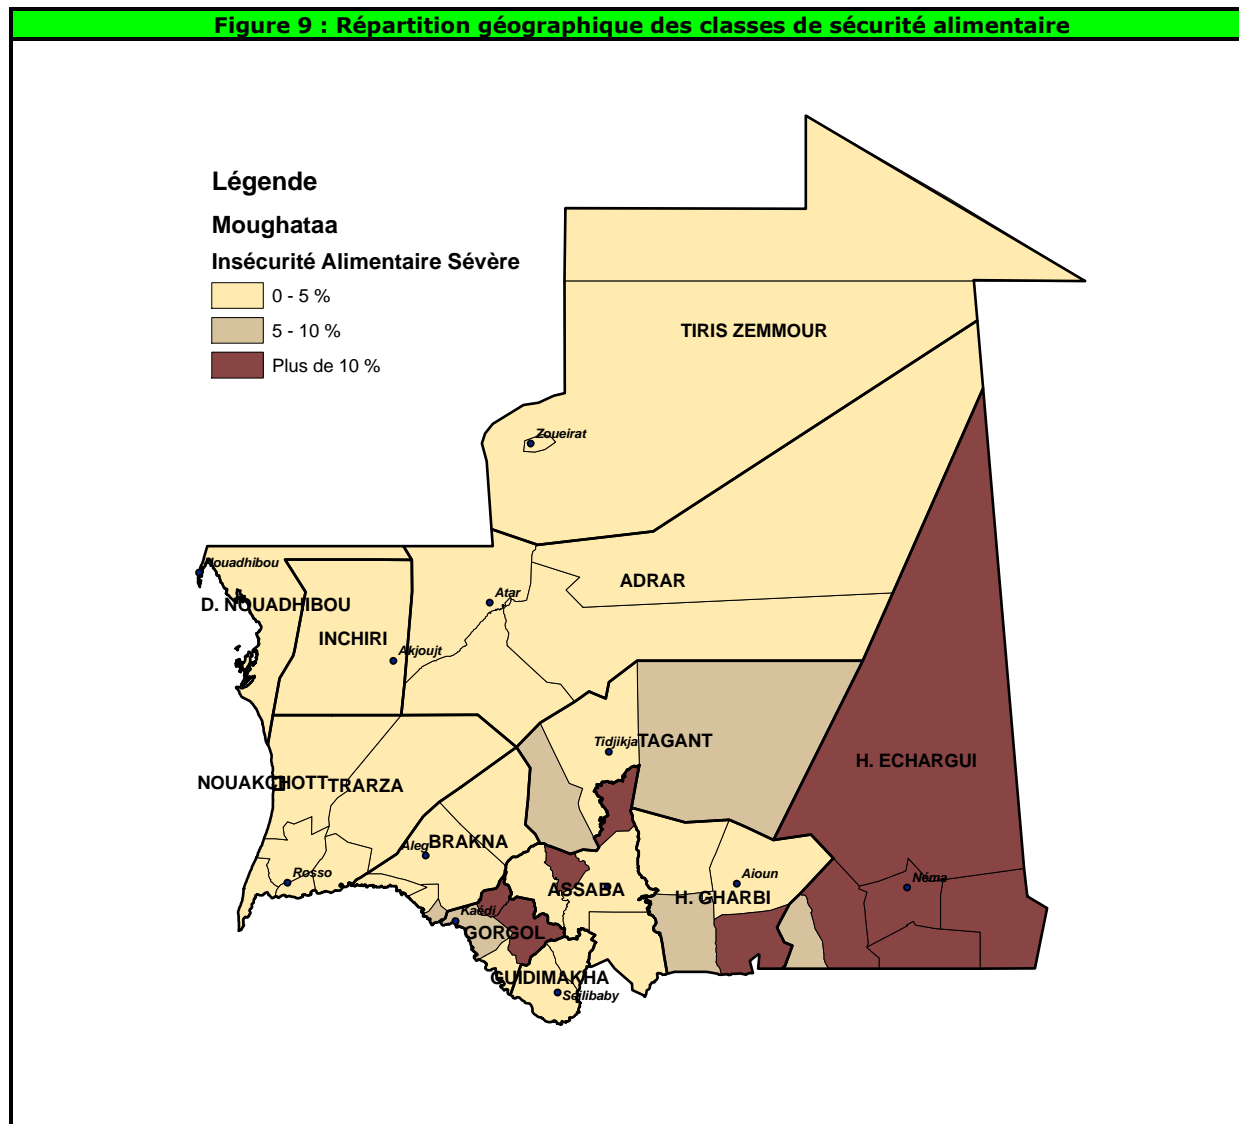 Figure 9 : Répartition géographique des classes de sécurité alimentaire
Légende
Moughataa
Insécurité Alimentaire Sévère
0 - 5 %
5 - 10 %
Plus de 10 %
TIRIS ZEMMOUR
Zoueirat
Nouadhibou
D. NOUADHIBOU
INCHIRI
Akjoujt
Atar
ADRAR
Tidjikja
TAGANT
H. ECHARGUI
NOUAKCHOTT
TRARZA
Aleg
BRAKNA
Rosso
ASSABA
Aioun
H. GHARBI
Néma
Kaédi
GORGOL
GUIDIMAKHA
Seilibaby